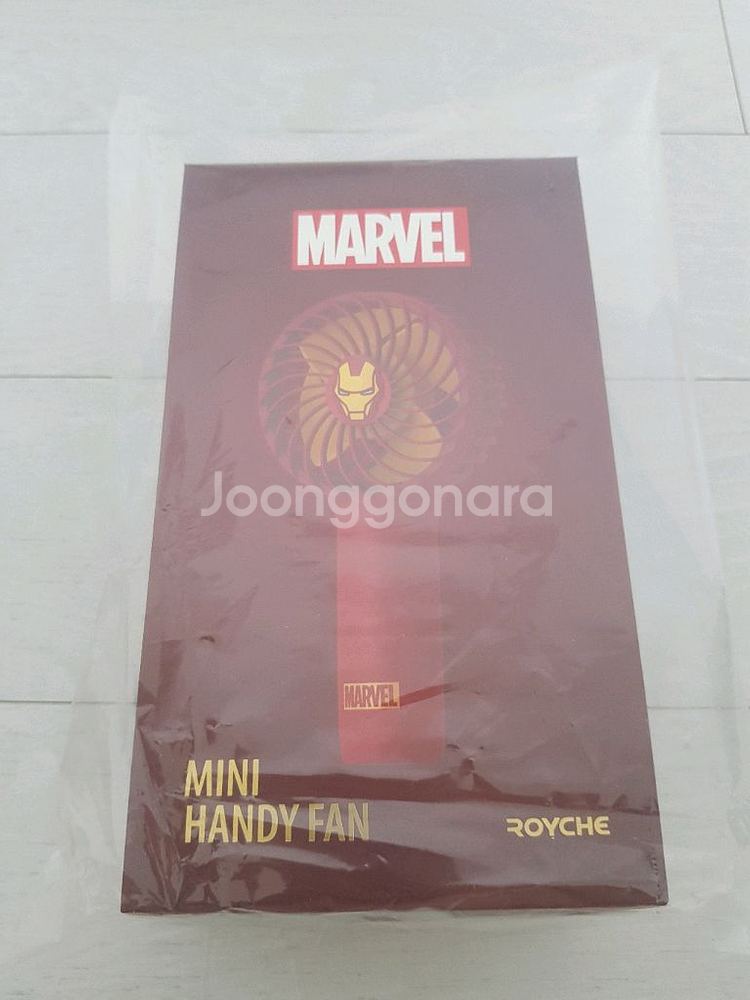 MARVEL
Joonggonara
MARVEL
MINI
HANDY FAN
ROYCHE